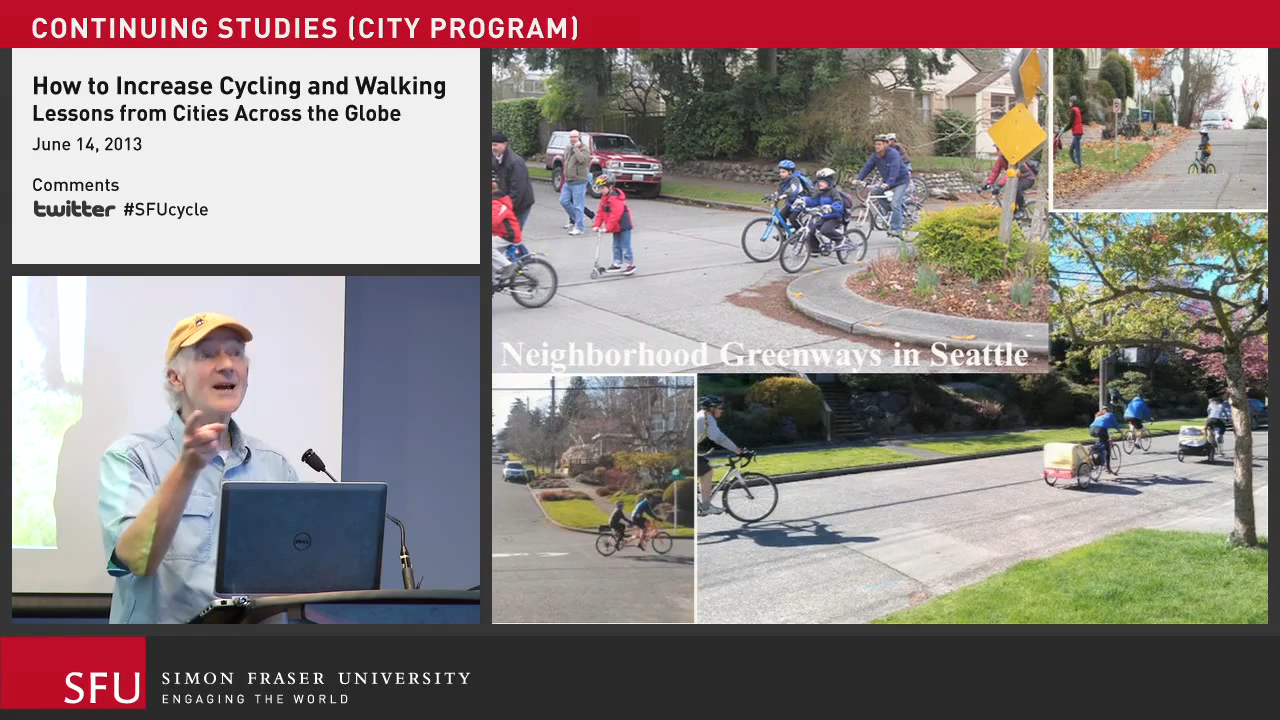 CONTINUING STUDIES (CITY PROGRAM)
How to Increase Cycling and Walking
Lessons from Cities Across the Globe
June 14, 2013
Comments
twitter #SFUcycle
Neighborhood Greenways in Seattle
DELL
SFU
SIMON FRASER UNIVERSITY
ENGAGING THE WORLD